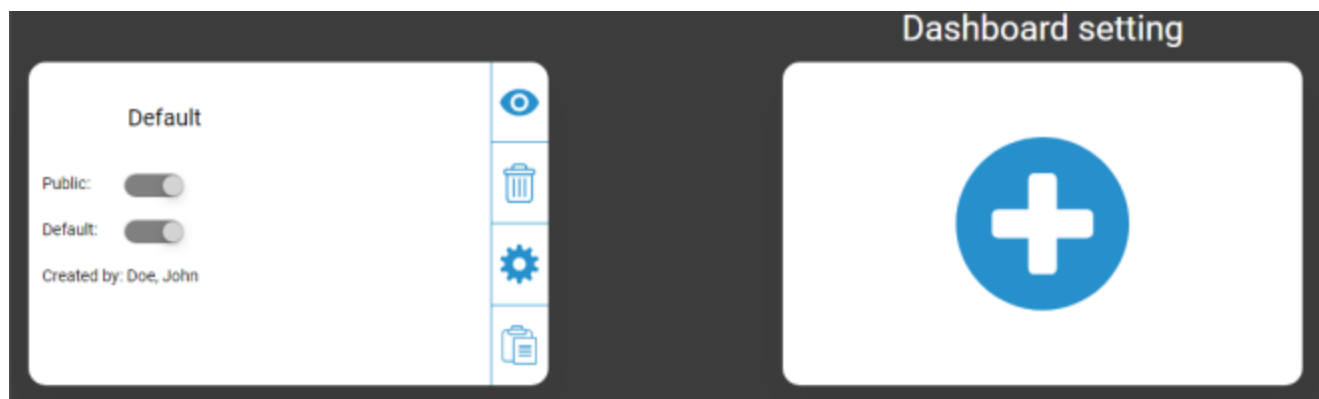 Dashboard setting
Default
Public:
Default:
Created by: Doe, John